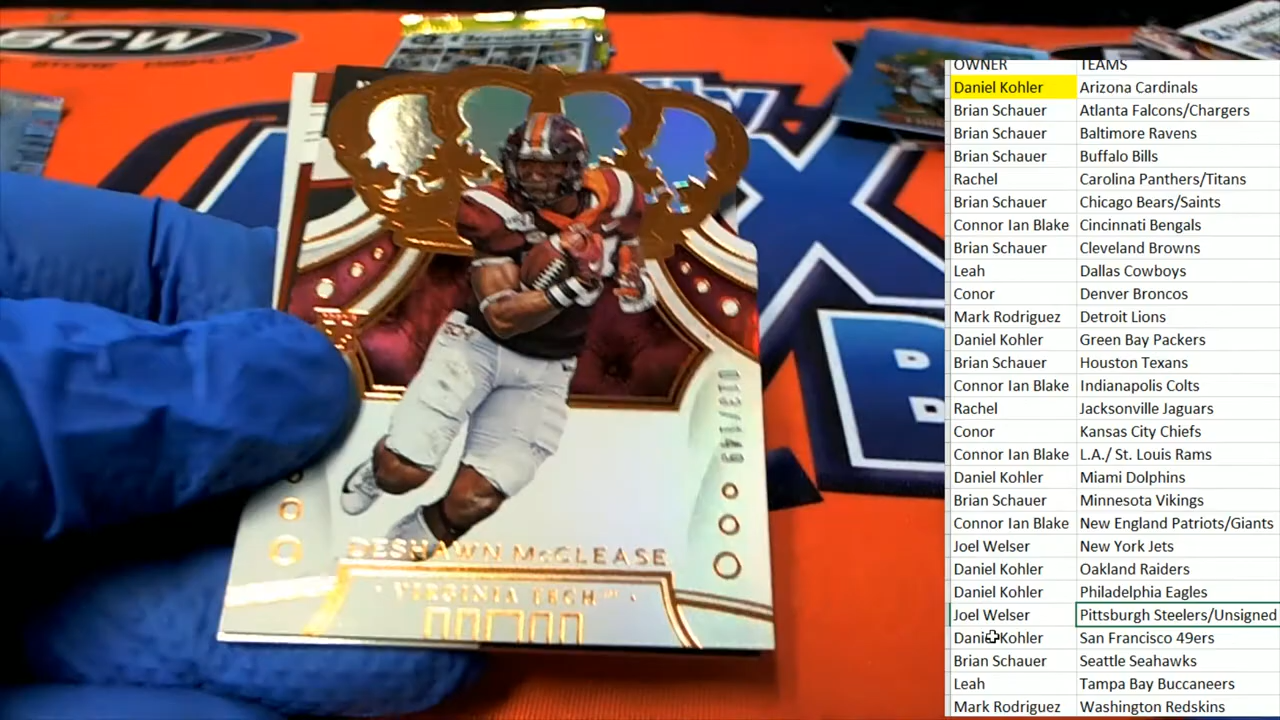 BCW
DESHAWN McGLEASE
VIRGINIA TECH
013/149
OWNER TEAMS
Daniel Kohler Arizona Cardinals
Brian Schauer Atlanta Falcons/Chargers
Brian Schauer Baltimore Ravens
Brian Schauer Buffalo Bills
Rachel Carolina Panthers/Titans
Brian Schauer Chicago Bears/Saints
Connor Ian Blake Cincinnati Bengals
Brian Schauer Cleveland Browns
Leah Dallas Cowboys
Conor Denver Broncos
Mark Rodriguez Detroit Lions
Daniel Kohler Green Bay Packers
Brian Schauer Houston Texans
Connor Ian Blake Indianapolis Colts
Rachel Jacksonville Jaguars
Conor Kansas City Chiefs
Connor Ian Blake L.A./ St. Louis Rams
Daniel Kohler Miami Dolphins
Brian Schauer Minnesota Vikings
Connor Ian Blake New England Patriots/Giants
Joel Welser New York Jets
Daniel Kohler Oakland Raiders
Daniel Kohler Philadelphia Eagles
Joel Welser Pittsburgh Steelers/Unsigned
Daniel Kohler San Francisco 49ers
Brian Schauer Seattle Seahawks
Leah Tampa Bay Buccaneers
Mark Rodriguez Washington Redskins